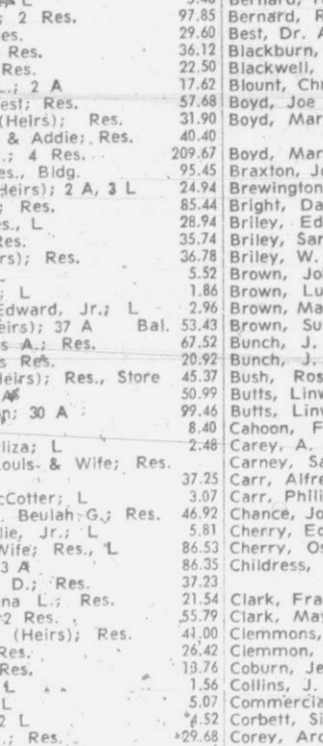 L 5.40
; 2 Res. 97.85
es. 29.60
Res. 36.12
Res. 22.50
L.; 2 A 17.62
est; Res. 57.68
(Heirs); Res. 31.90
& Addie; Res. 40.40
.; 4 Res. 209.67
es., Bldg. 95.45
Heirs); 2 A, 3 L 24.94
; Res. 85.44
es., L 28.94
Res. 35.74
rs); Res. 36.78
5.52
; L 1.86
Edward, Jr.; L 2.96
eirs); 37 A Bal. 53.43
s A.; Res. 67.52
s Res. 20.92
Heirs); Res., Store 45.37
A 50.99
n; 30 A 99.46
8.40
liza; L 2.48
Louis & Wife; Res.
37.25
cCotter; L 3.07
. Beulah G.; Res. 46.92
lie, Jr.; L 5.81
Wife; Res., L 86.53
3 A 86.35
D.; Res. 37.23
na L.; Res. 21.54
2 Res. 55.79
(Heirs); Res. 41.00
Res. 26.42
Res. 13.76
L 1.56
L 5.07
2 L 4.52
.; Res. 29.68
Bernard, R
Best, Dr. A
Blackburn,
Blackwell,
Blount, Chr
Boyd, Joe
Boyd, Mar
Boyd, Mar
Braxton, Je
Brewington
Bright, Da
Briley, Ed
Briley, Sar
Briley, W.
Brown, Jo
Brown, Lu
Brown, Ma
Brown, Su
Bunch, J.
Bunch, J.
Bush, Ros
Butts, Linw
Butts, Linw
Cahoon, F
Carey, A.
Carney, Sa
Carr, Alfre
Carr, Philip
Chance, Jo
Cherry, Ed
Cherry, Os
Childress,
Clark, Fra
Clark, May
Clemmons,
Clemmon,
Coburn, Je
Collins, J.
Commercia
Corbett, Si
Corey, Arc